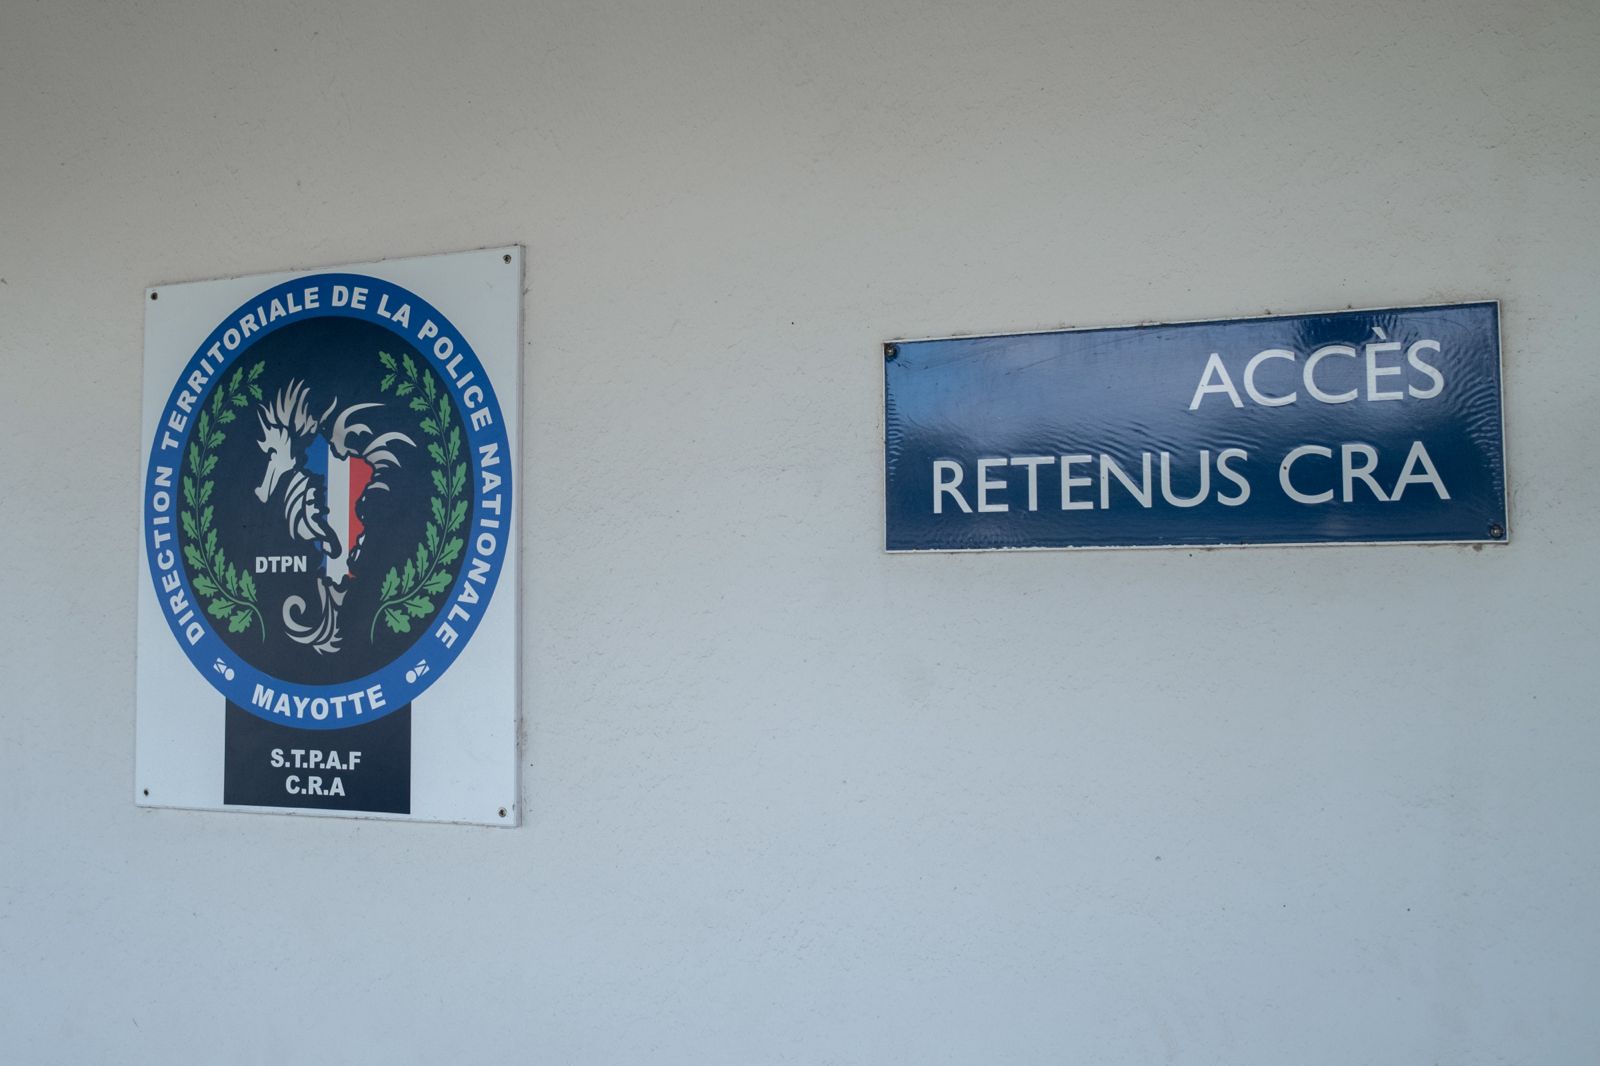 DIRECTION TERRITORIALE DE LA POLICE NATIONALE
DTPN
MAYOTTE
S.T.P.A.F
C.R.A
ACCÈS
RETENUS CRA